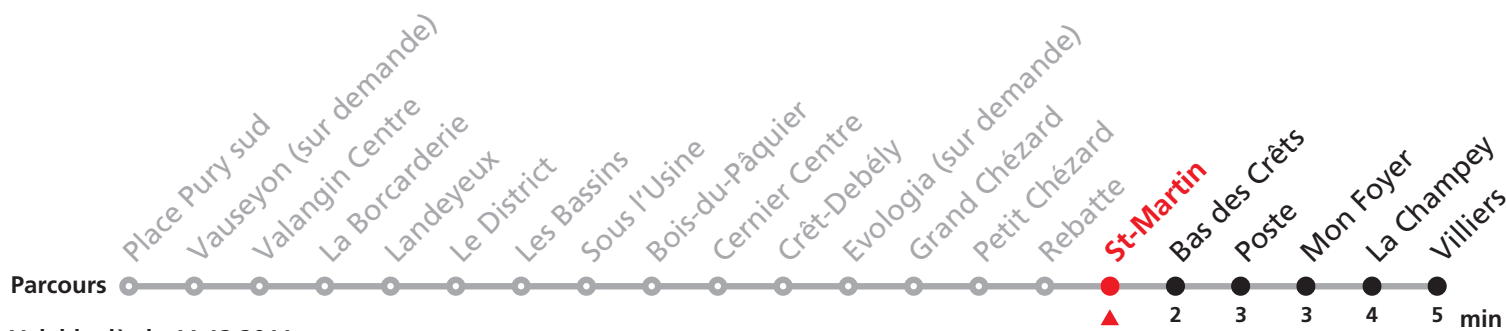 Place Pury sud
Vauseyon (sur demande)
Valangin Centre
La Borcarderie
Landeyeux
Le District
Les Bassins
Sous l'Usine
Bois-du-Pâquier
Cernier Centre
Crêt-Debély
Evologia (sur demande)
Grand Chézard
Petit Chézard
Rebatte
St-Martin
Bas des Crêts
Poste
Mon Foyer
La Champey
Villiers
Parcours
2 3 3 4 5 min